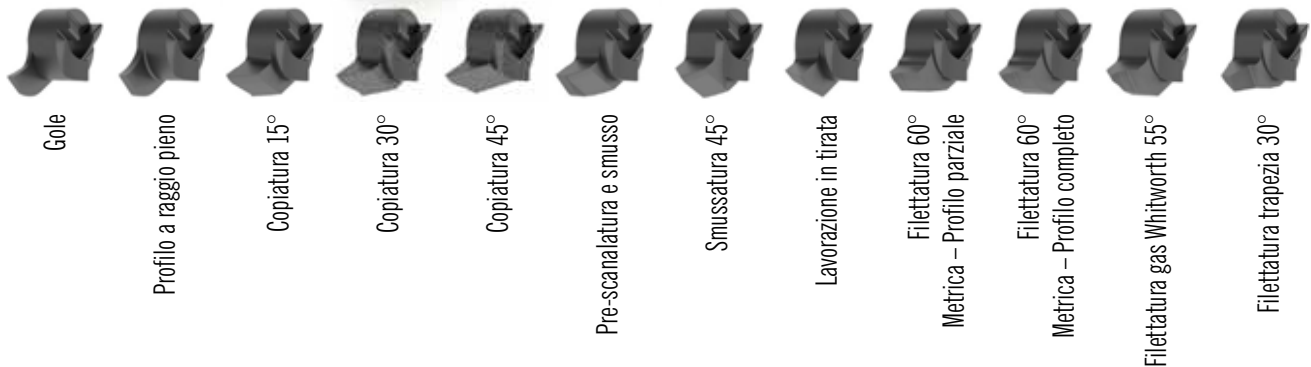 Gole
Profilo a raggio pieno
Copiatura 15°
Copiatura 30°
Copiatura 45°
Pre-scanalatura e smusso
Smussatura 45°
Lavorazione in tirata
Filettatura 60°
Metrica – Profilo parziale
Filettatura 60°
Metrica – Profilo completo
Filettatura gas Whitworth 55°
Filettatura trapezia 30°